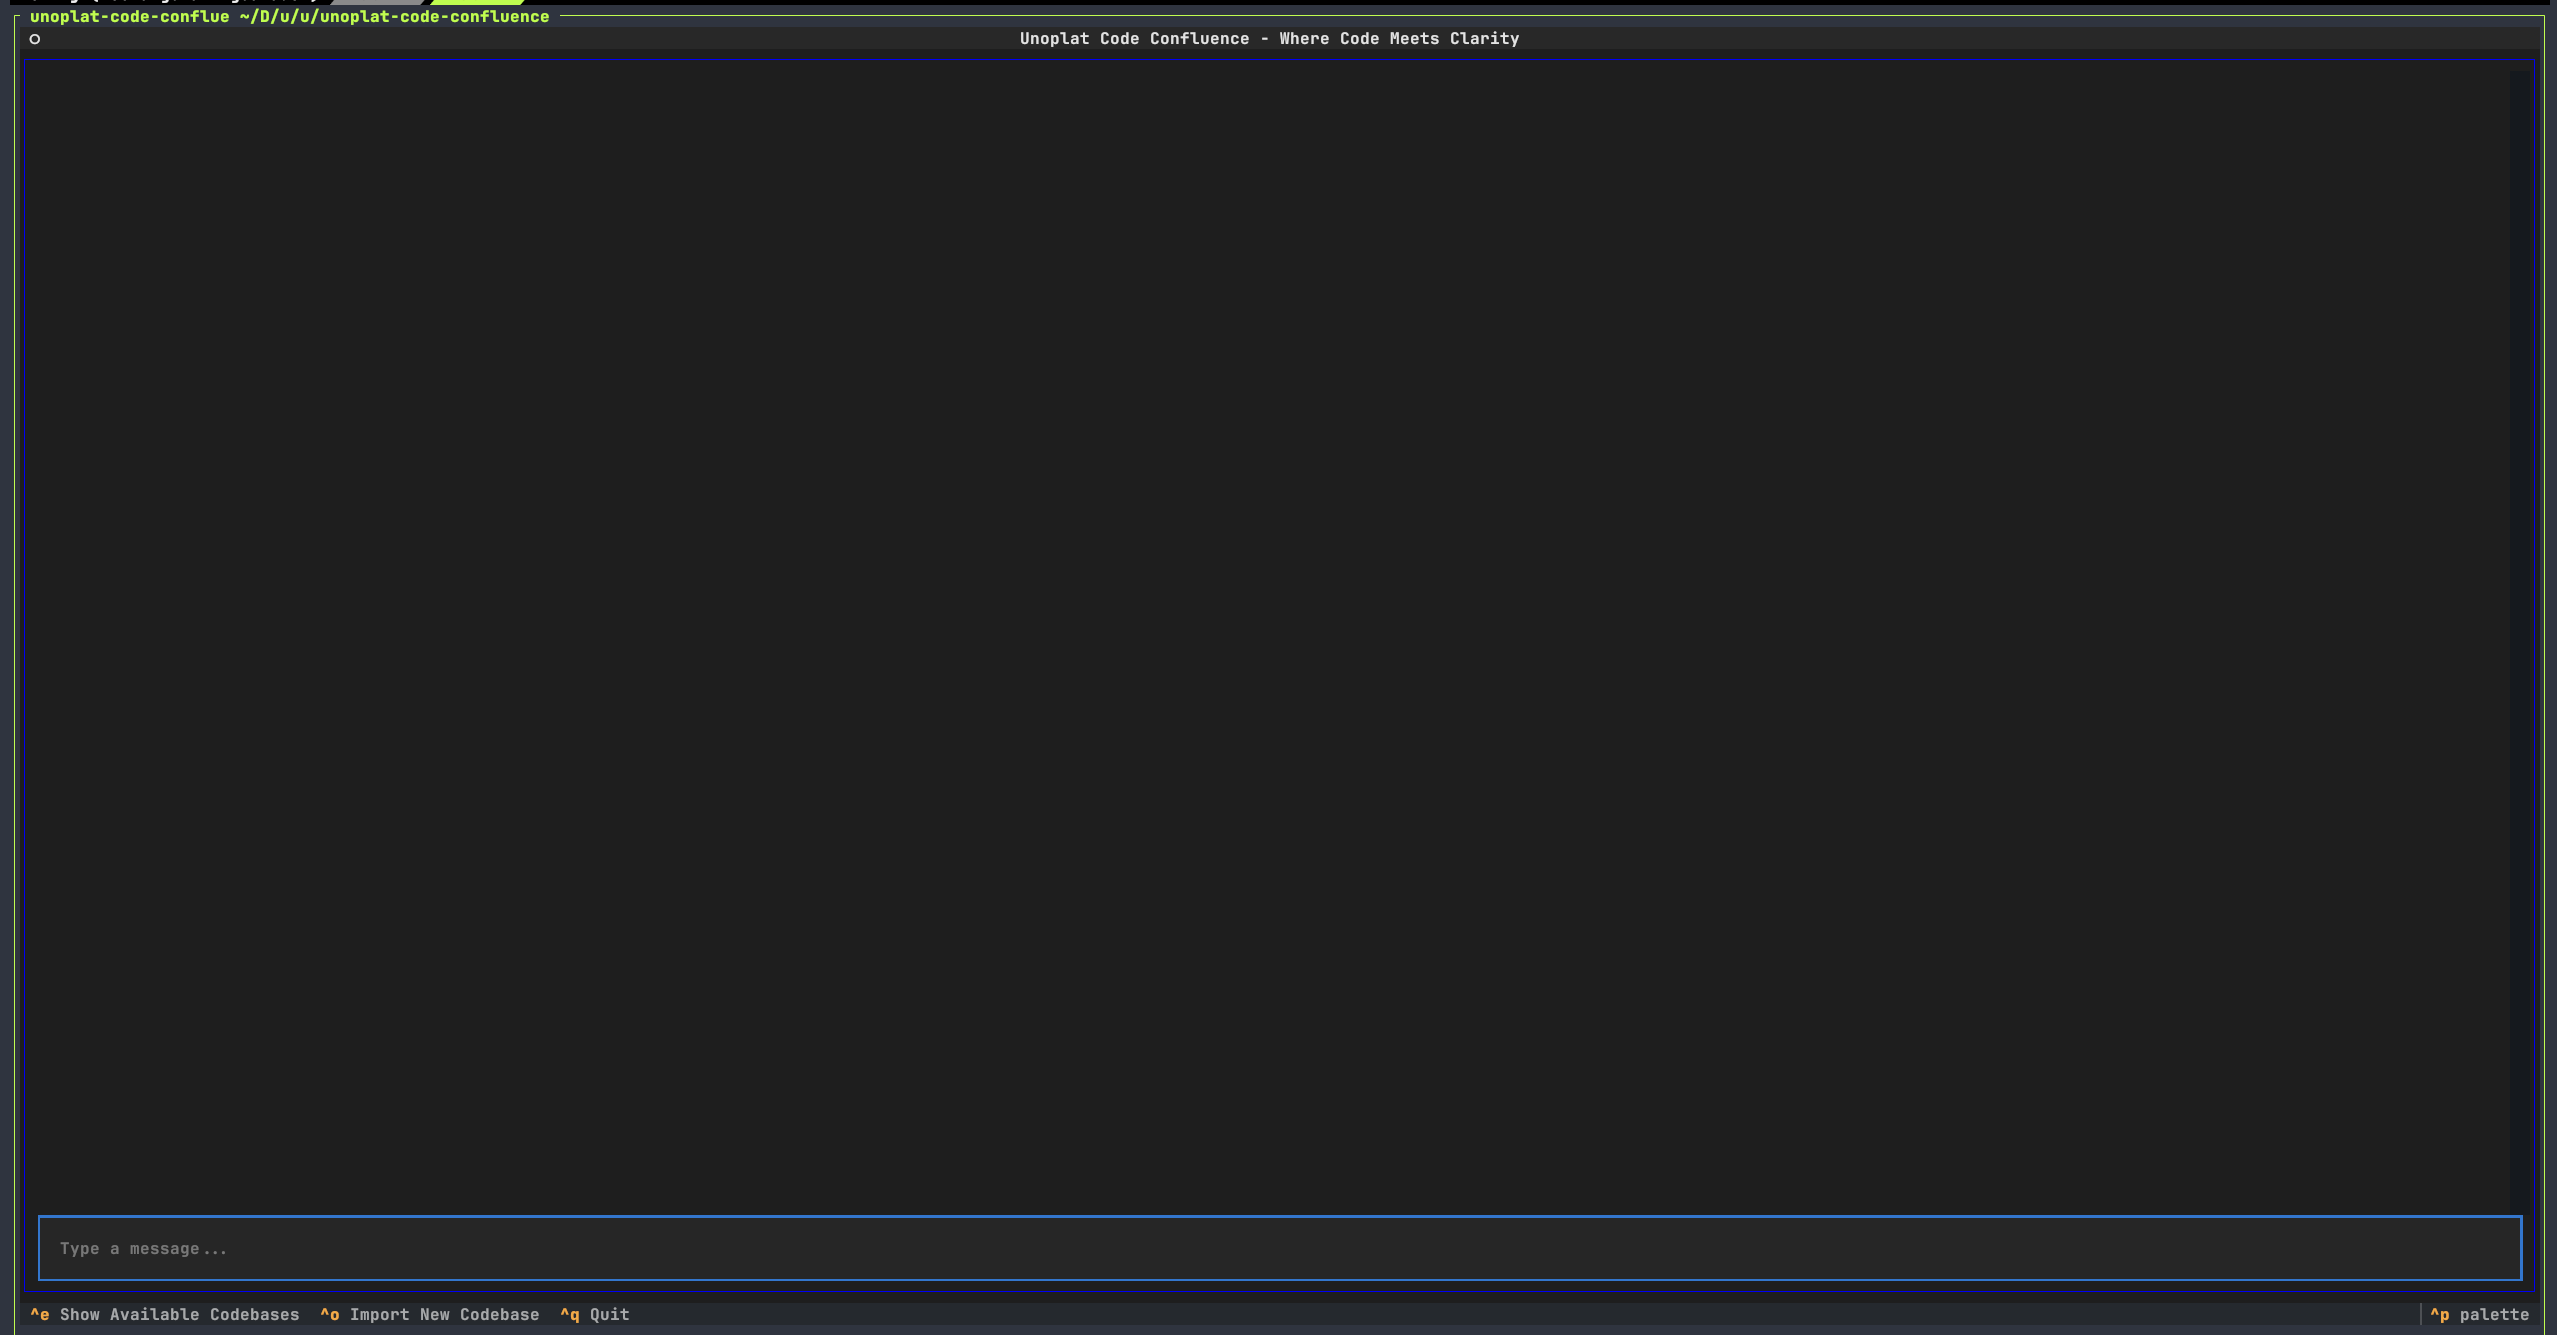 unoplat-code-conflue ~/D/u/u/unoplat-code-confluence
Unoplat Code Confluence - Where Code Meets Clarity
Type a message...
^e Show Available Codebases ^o Import New Codebase ^q Quit
^p palette